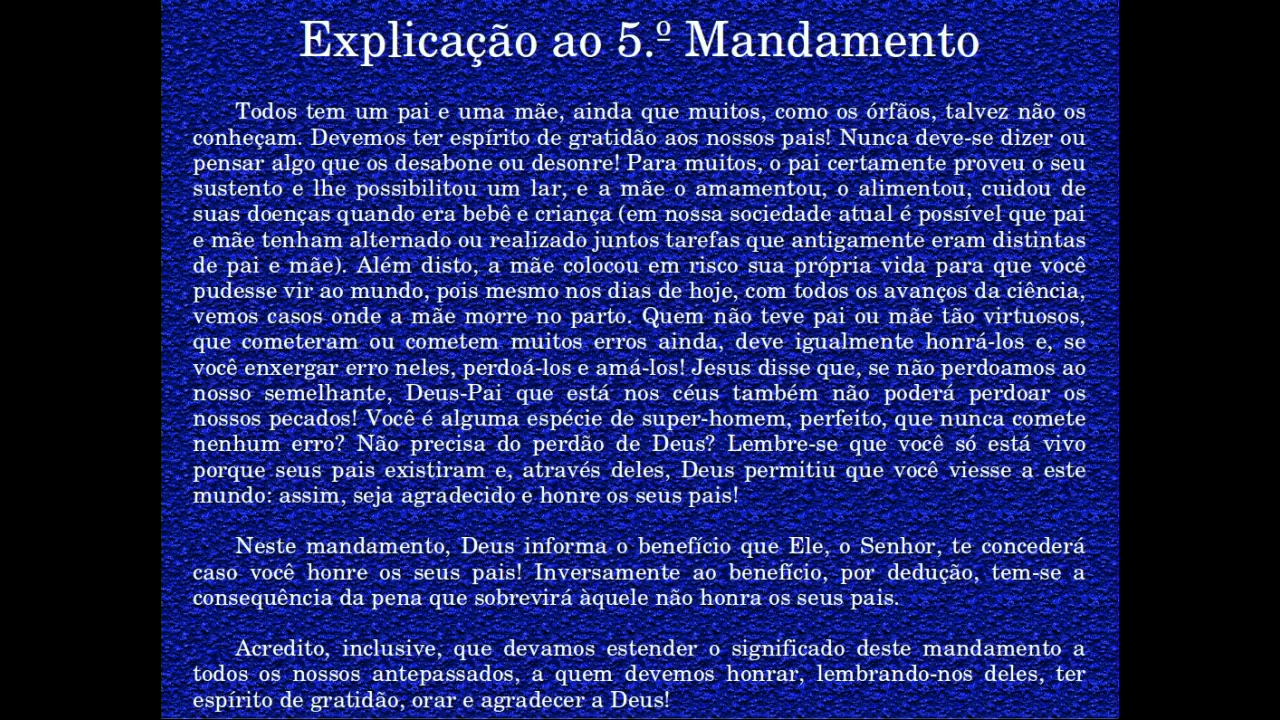 Explicação ao 5.º Mandamento
Todos tem um pai e uma mãe, ainda que muitos, como os órfãos, talvez não os
conheçam. Devemos ter espírito de gratidão aos nossos pais! Nunca deve-se dizer ou
pensar algo que os desabone ou desonre! Para muitos, o pai certamente proveu o seu
sustento e lhe possibilitou um lar, e a mãe o amamentou, o alimentou, cuidou de
suas doenças quando era bebê e criança (em nossa sociedade atual é possível que pai
e mãe tenham alternado ou realizado juntos tarefas que antigamente eram distintas
de pai e mãe). Além disto, a mãe colocou em risco sua própria vida para que você
pudesse vir ao mundo, pois mesmo nos dias de hoje, com todos os avanços da ciência,
vemos casos onde a mãe morre no parto. Quem não teve pai ou mãe tão virtuosos,
que cometeram ou cometem muitos erros ainda, deve igualmente honrá-los e, se
você enxergar erro neles, perdoá-los e amá-los! Jesus disse que, se não perdoamos ao
nosso semelhante, Deus-Pai que está nos céus também não poderá perdoar os
nossos pecados! Você é alguma espécie de super-homem, perfeito, que nunca comete
nenhum erro? Não precisa do perdão de Deus? Lembre-se que você só está vivo
porque seus pais existiram e, através deles, Deus permitiu que você viesse a este
mundo: assim, seja agradecido e honre os seus pais!
Neste mandamento, Deus informa o benefício que Ele, o Senhor, te concederá
caso você honre os seus pais! Inversamente ao benefício, por dedução, tem-se a
consequência da pena que sobrevirá àquele não honra os seus pais.
Acredito, inclusive, que devamos estender o significado deste mandamento a
todos os nossos antepassados, a quem devemos honrar, lembrando-nos deles, ter
espírito de gratidão, orar e agradecer a Deus!